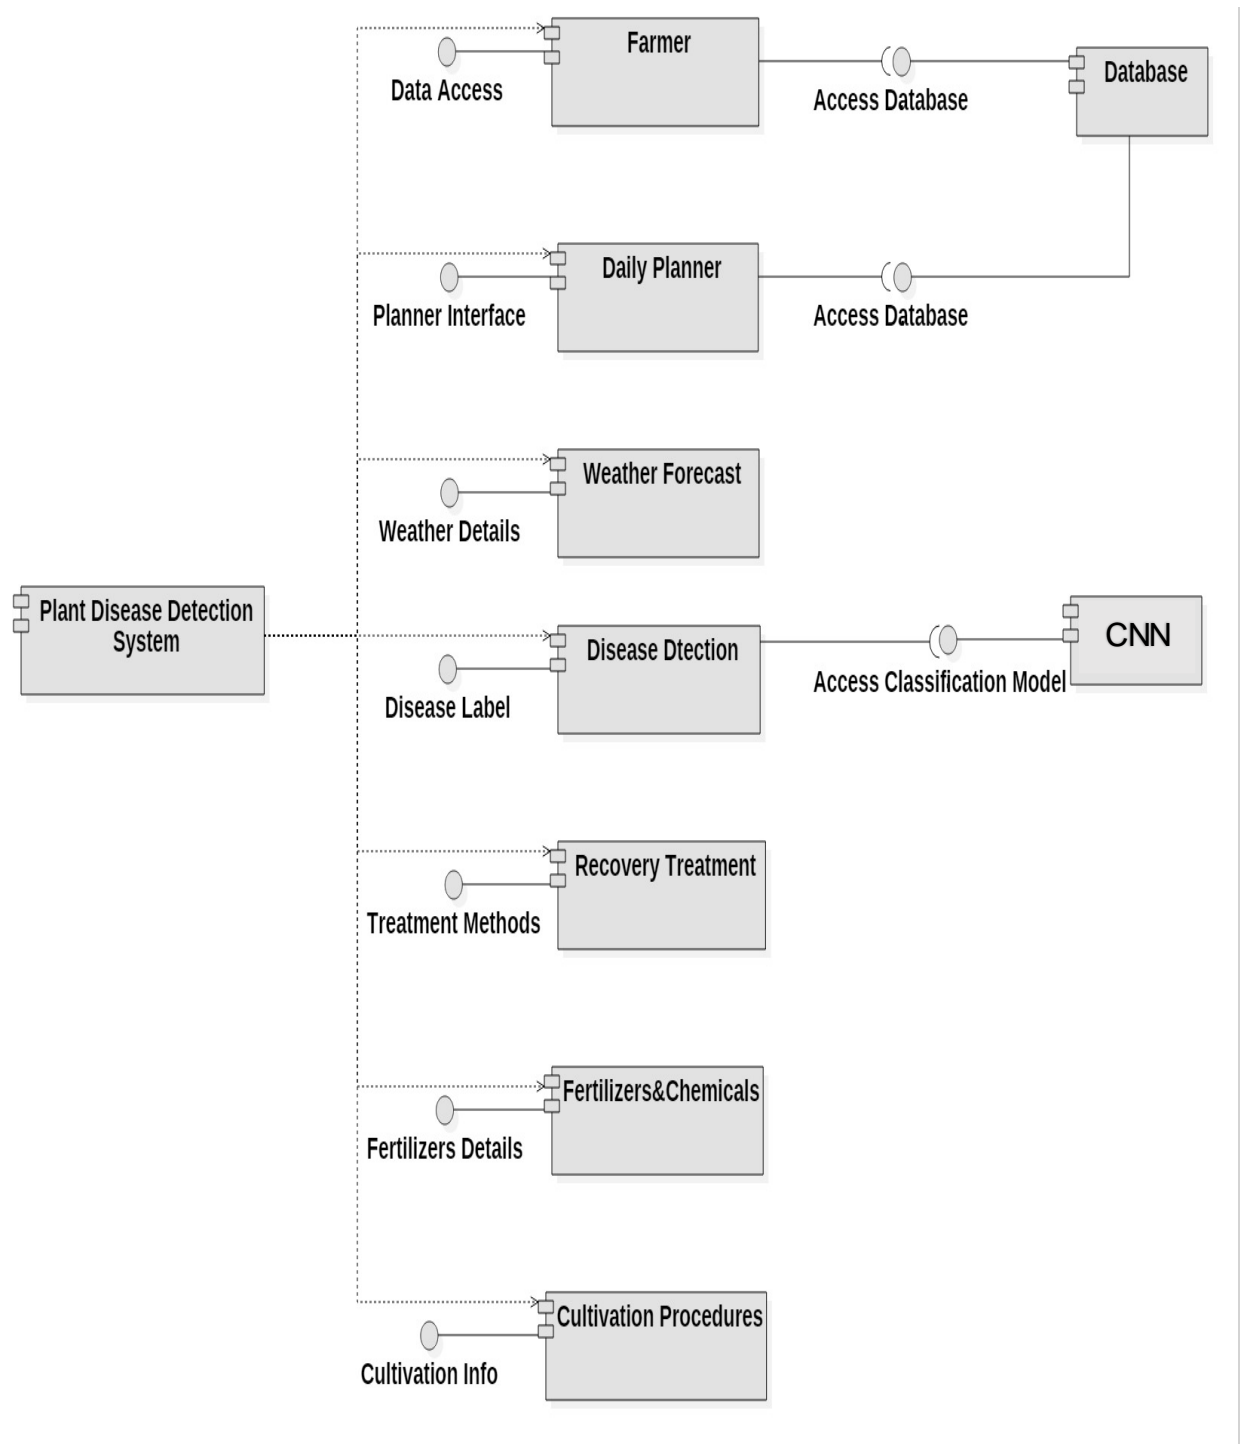 Farmer
Data Access
Access Database
Database
Daily Planner
Planner Interface
Access Database
Weather Forecast
Weather Details
Plant Disease Detection
System
Disease Dtection
Disease Label
Access Classification Model
CNN
Recovery Treatment
Treatment Methods
Fertilizers&Chemicals
Fertilizers Details
Cultivation Procedures
Cultivation Info